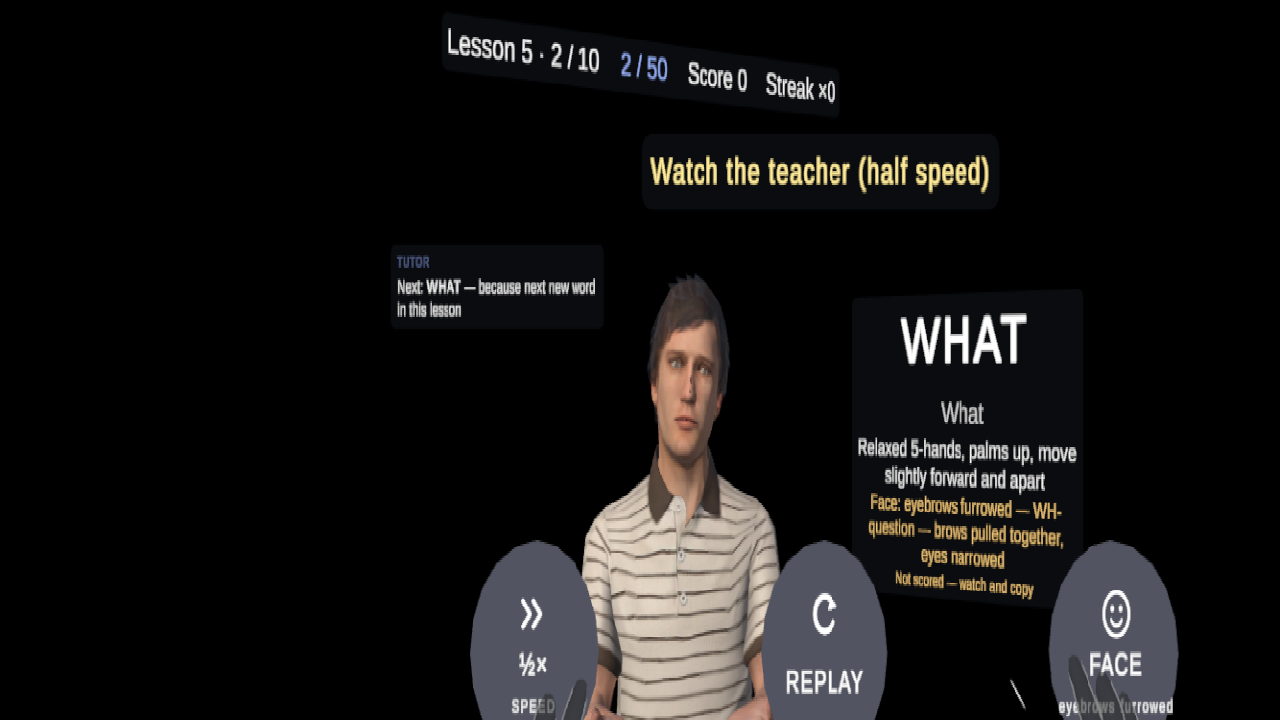 Lesson 5 · 2 / 10 2 / 50 Score 0 Streak ×0
Watch the teacher (half speed)
TUTOR
Next: WHAT — because next new word
in this lesson
WHAT
What
Relaxed 5-hands, palms up, move
slightly forward and apart
Face: eyebrows furrowed — WH-
question — brows pulled together,
eyes narrowed
Not scored — watch and copy
½×
SPEED
REPLAY
FACE
eyebrows furrowed